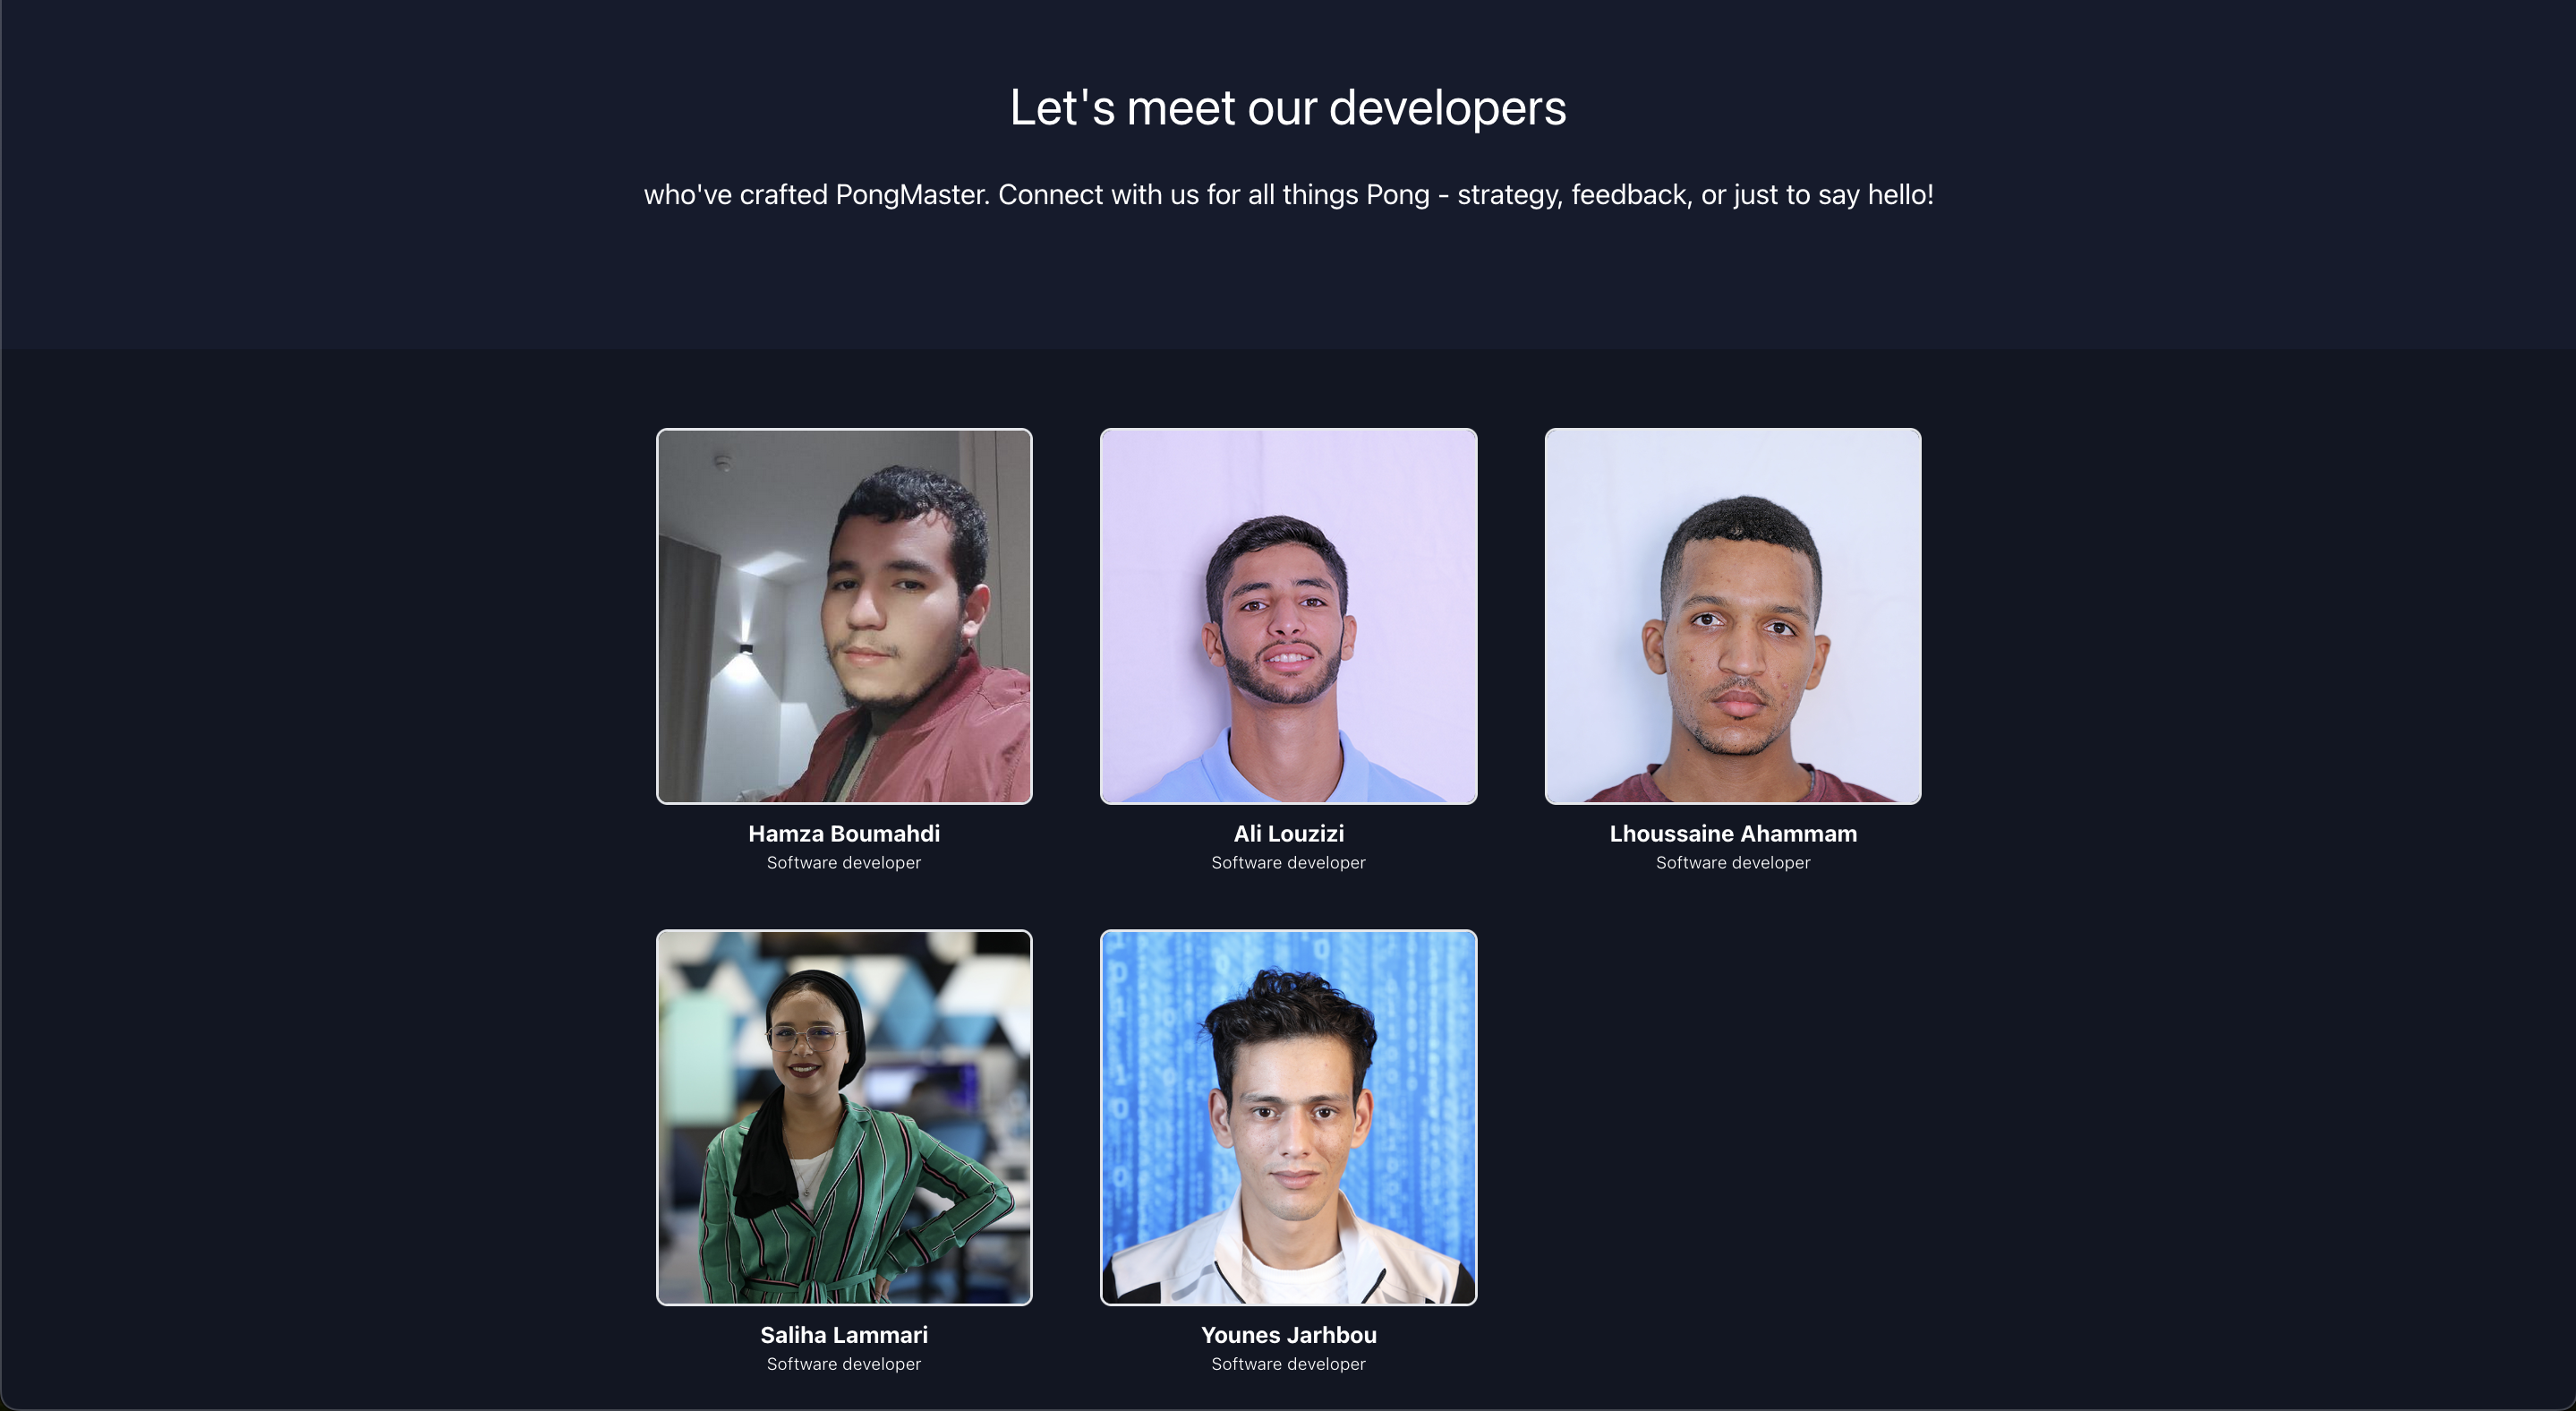 Let's meet our developers
who've crafted PongMaster. Connect with us for all things Pong - strategy, feedback, or just to say hello!
Hamza Boumahdi
Software developer
Ali Louzizi
Software developer
Lhoussaine Ahammam
Software developer
Saliha Lammari
Software developer
Younes Jarhbou
Software developer